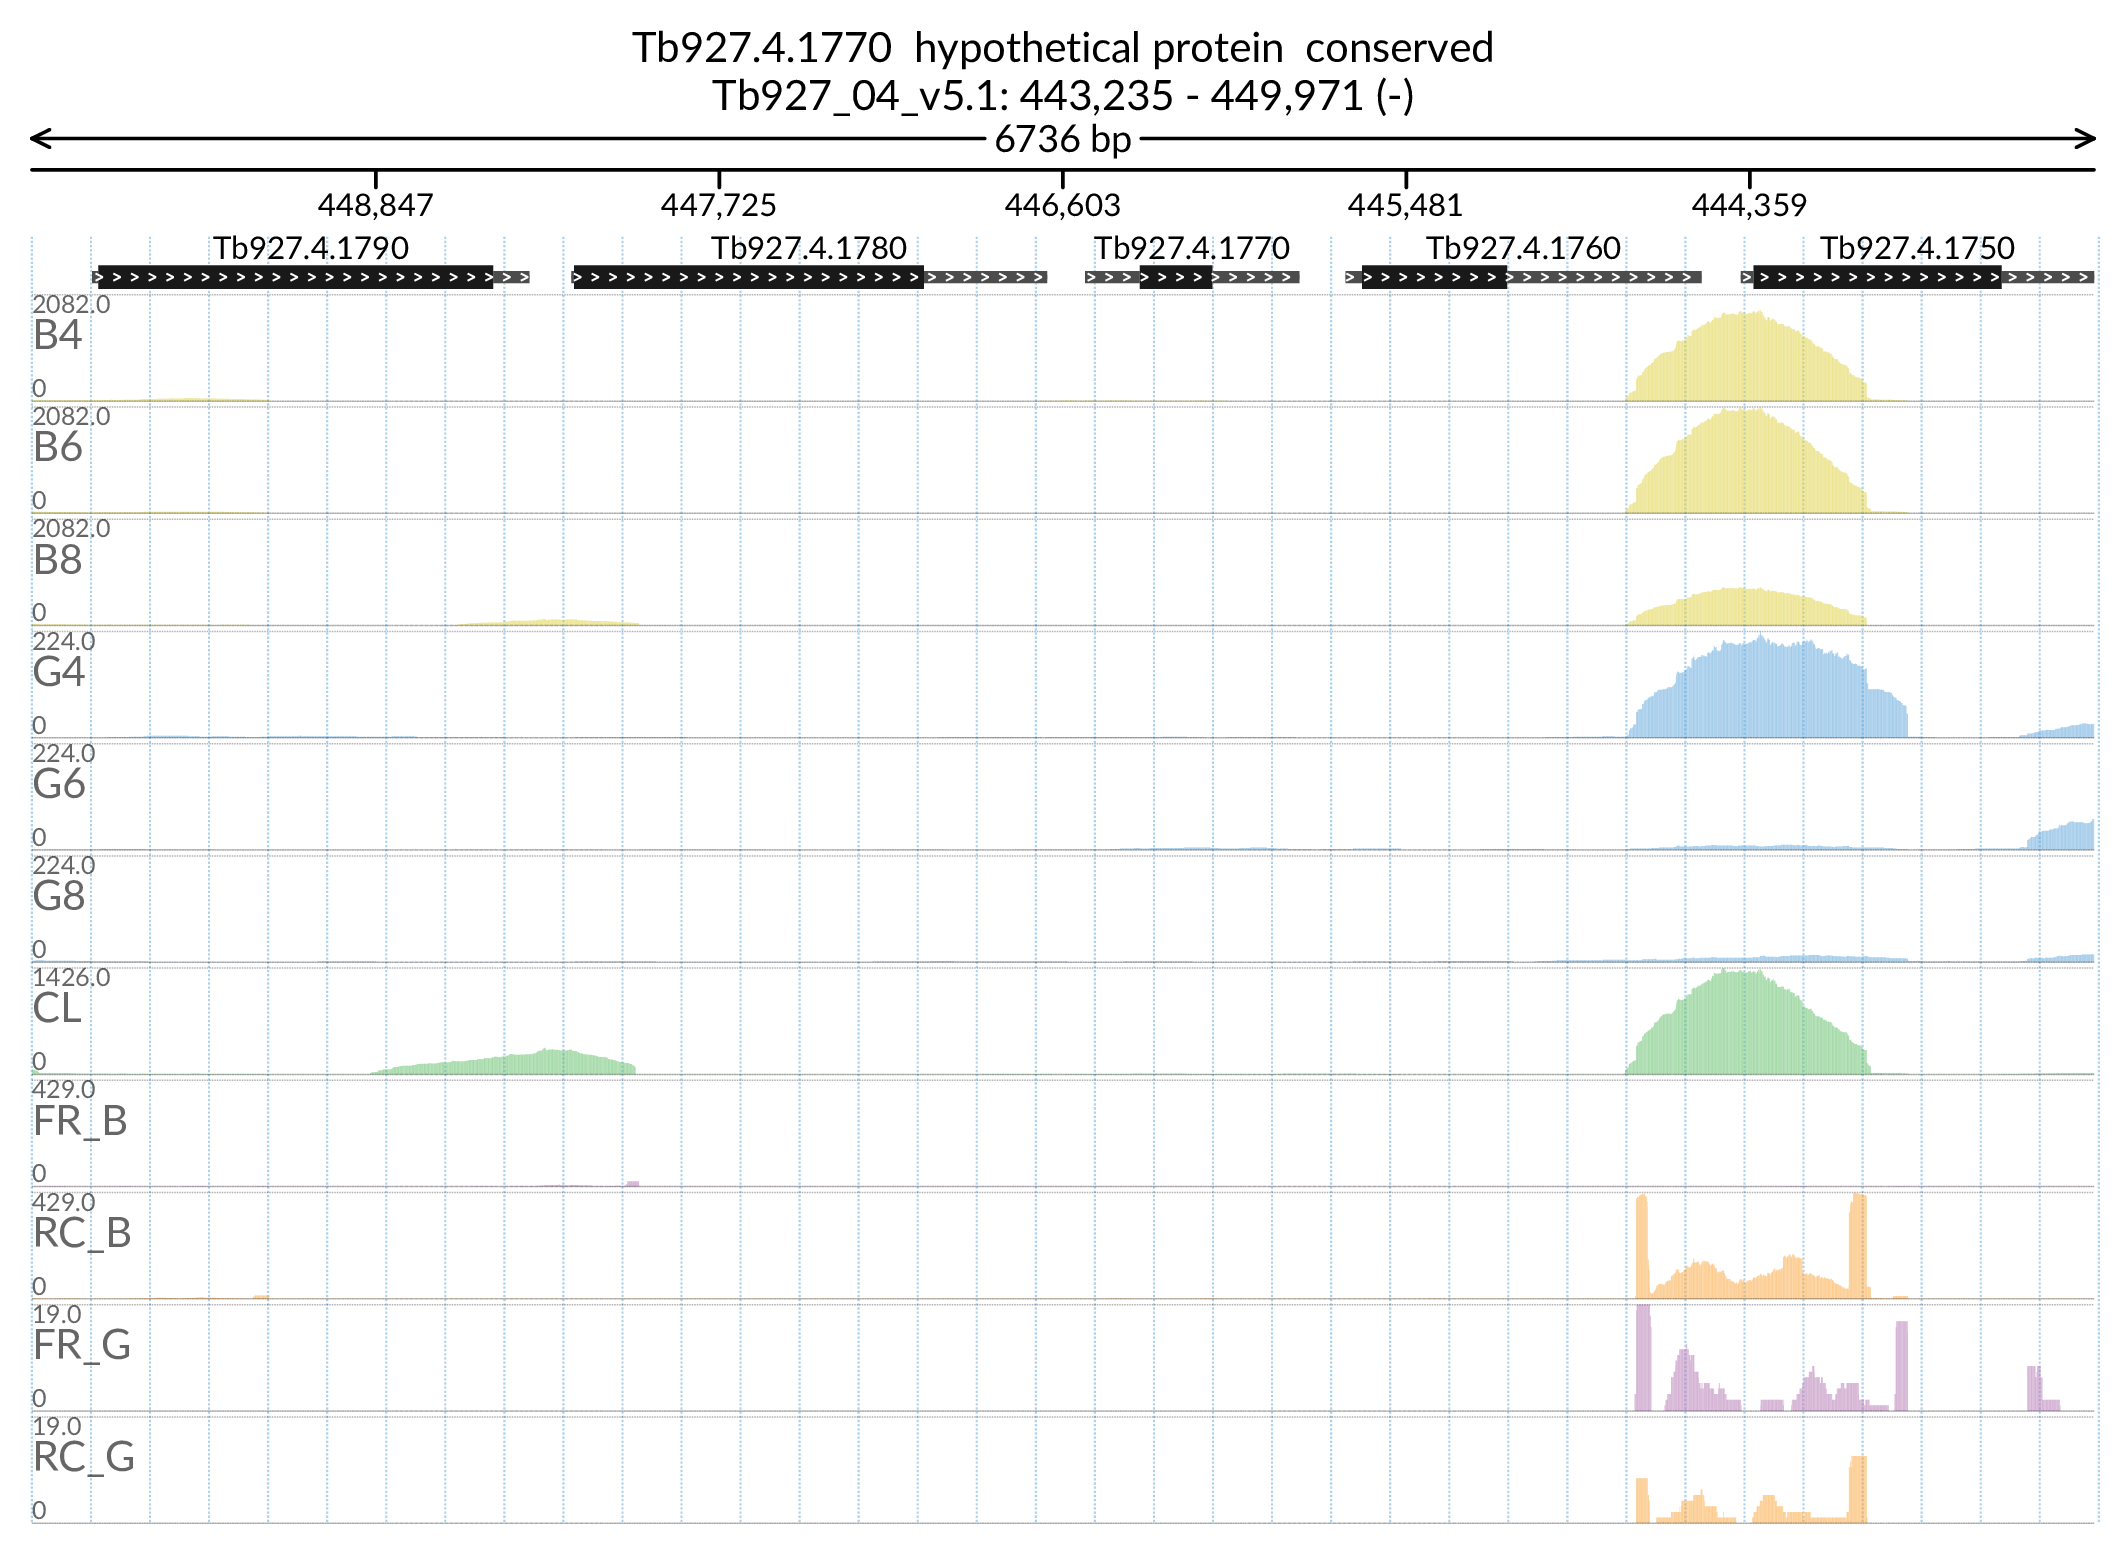 Tb927.4.1770 hypothetical protein conserved
Tb927_04_v5.1: 443,235 - 449,971 (-)
6736 bp
448,847 447,725 446,603 445,481 444,359
Tb927.4.1790 Tb927.4.1780 Tb927.4.1770 Tb927.4.1760 Tb927.4.1750
2082.0
B4
0
2082.0
B6
0
2082.0
B8
0
224.0
G4
0
224.0
G6
0
224.0
G8
0
1426.0
CL
0
429.0
FR_B
0
429.0
RC_B
0
19.0
FR_G
0
19.0
RC_G
0